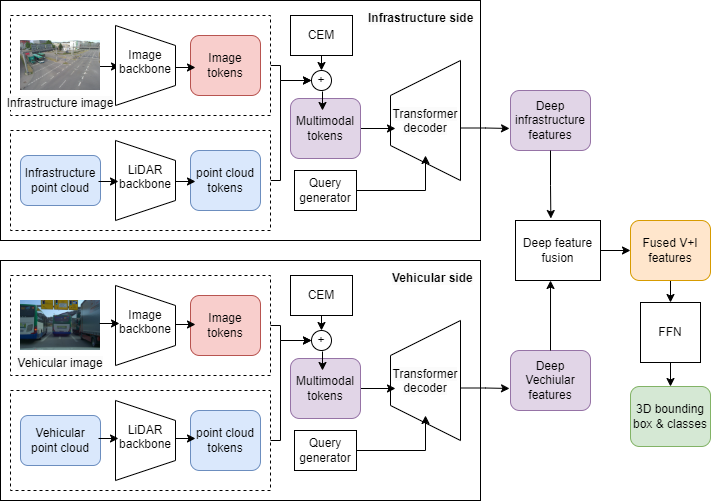 Infrastructure side
CEM
Image
backbone
Image
tokens
Infrastructure image
+
Multimodal
tokens
Transformer
decoder
Infrastructure
point cloud
LiDAR
backbone
point cloud
tokens
Query
generator
Deep
infrastructure
features
Deep feature
fusion
Fused V+I
features
FFN
3D bounding
box & classes
Vehicular side
CEM
Image
backbone
Image
tokens
Vehicular image
+
Multimodal
tokens
Transformer
decoder
Vehicular
point cloud
LiDAR
backbone
point cloud
tokens
Query
generator
Deep
Vechiular
features